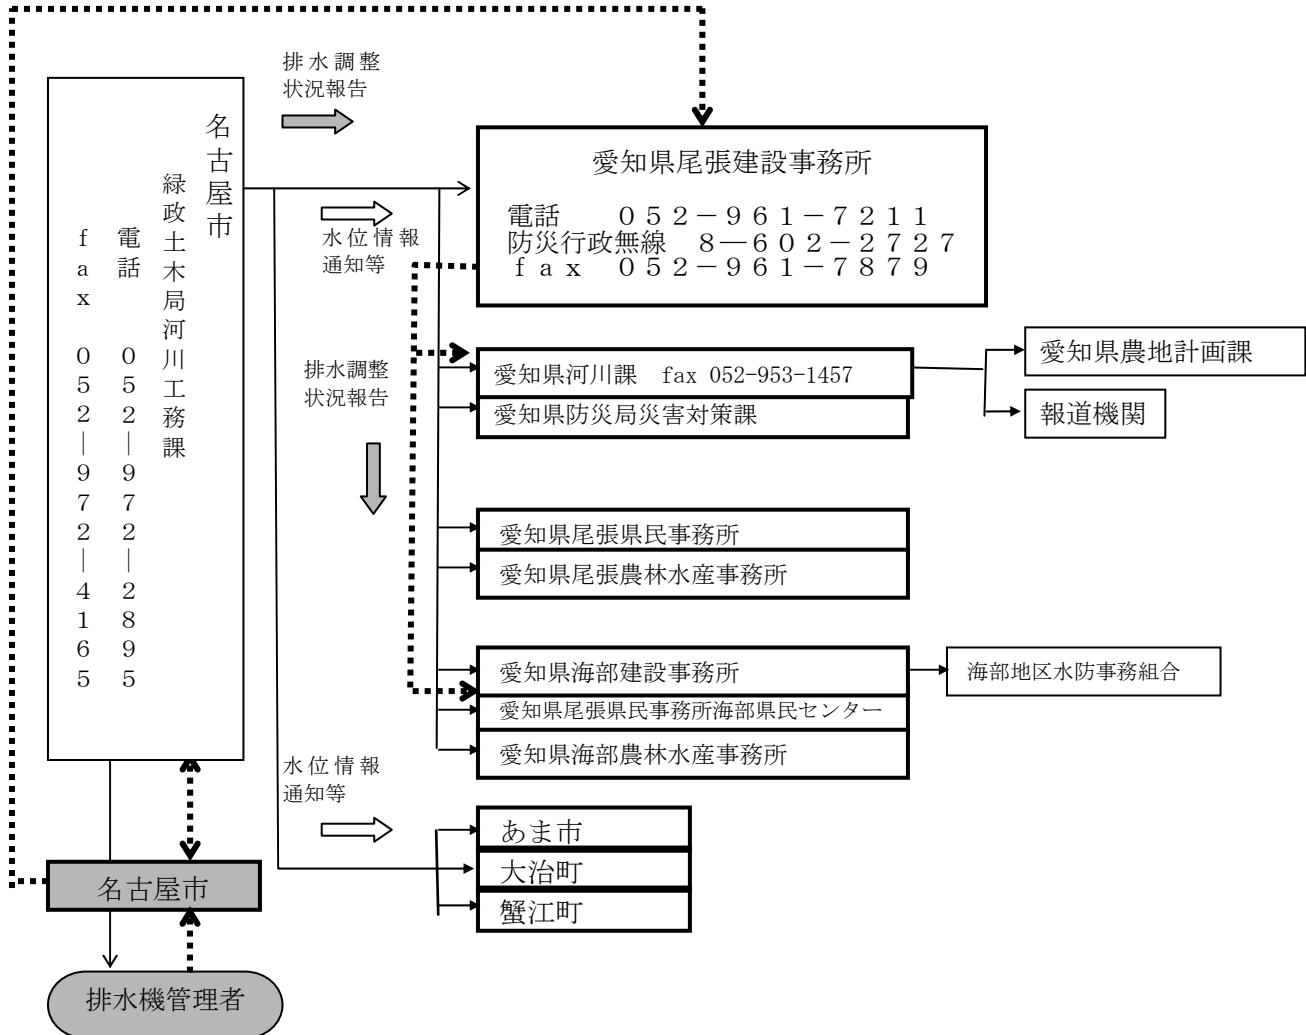 排水調整
状況報告
名古屋市
緑政土木局河川工務課
電話 ０５２｜９７２｜２８９５
ｆａｘ ０５２｜９７２｜４１６５
愛知県尾張建設事務所
電話 ０５２－９６１－７２１１
防災行政無線 ８―６０２－２７２７
ｆａｘ ０５２－９６１－７８７９
水位情報
通知等
排水調整
状況報告
愛知県河川課 fax 052-953-1457
愛知県防災局災害対策課
愛知県農地計画課
報道機関
愛知県尾張県民事務所
愛知県尾張農林水産事務所
愛知県海部建設事務所
愛知県尾張県民事務所海部県民センター
愛知県海部農林水産事務所
海部地区水防事務組合
水位情報
通知等
あま市
大治町
蟹江町
名古屋市
排水機管理者